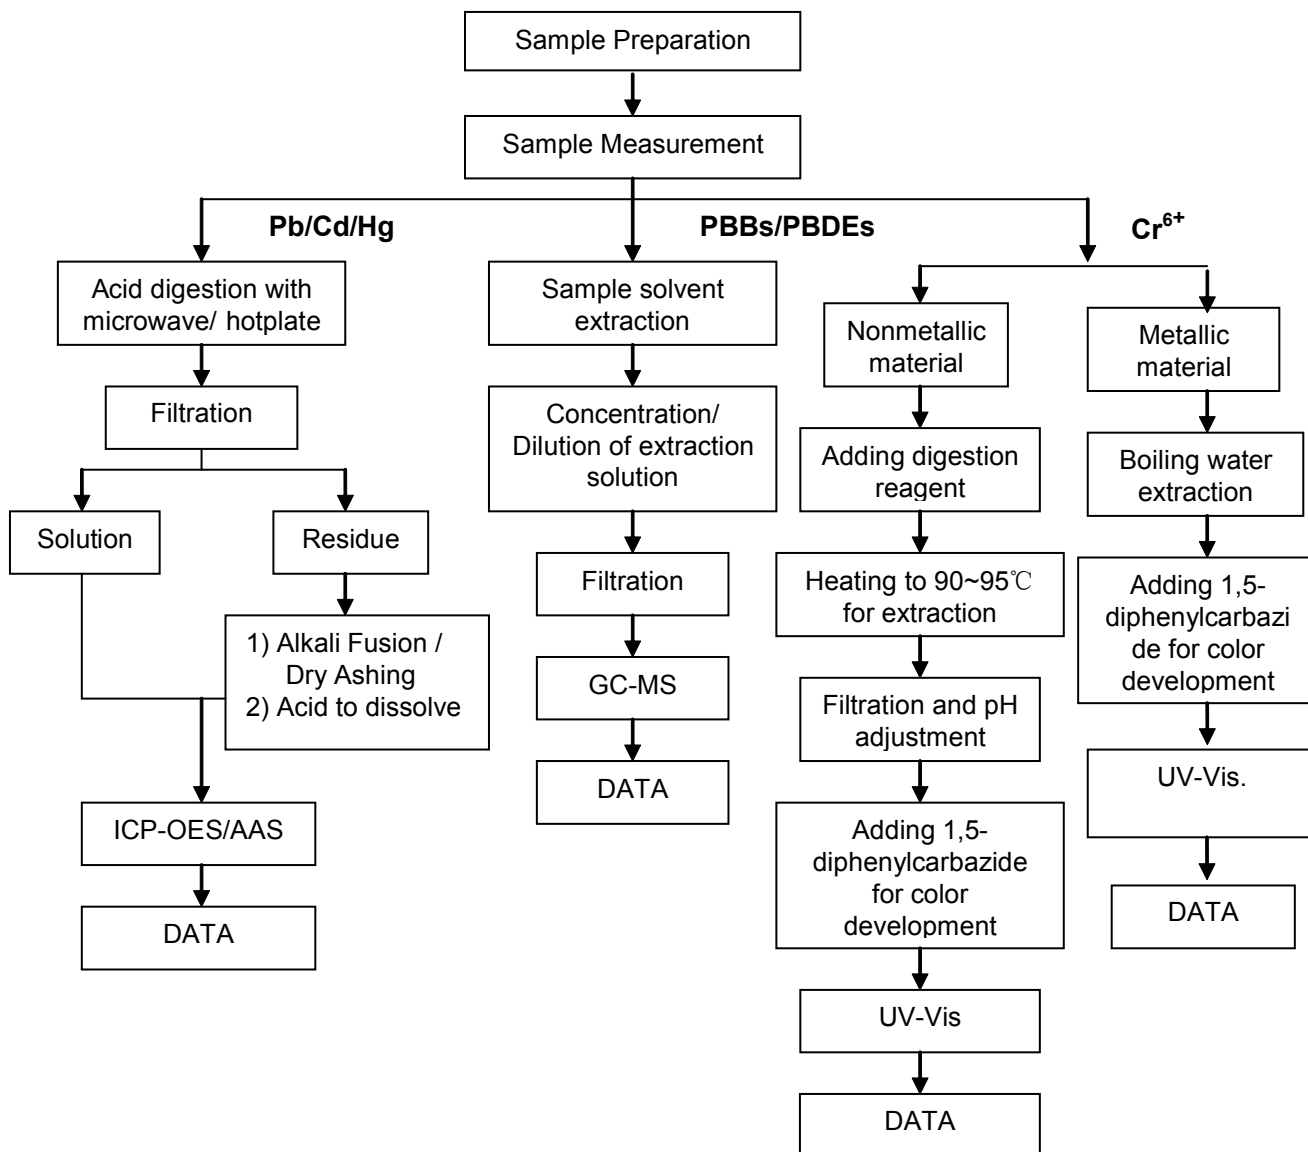 Sample Preparation
Sample Measurement
Pb/Cd/Hg
PBBs/PBDEs
Cr⁶⁺
Acid digestion with
microwave/ hotplate
Filtration
Solution
Residue
1) Alkali Fusion /
Dry Ashing
2) Acid to dissolve
ICP-OES/AAS
DATA
Sample solvent
extraction
Concentration/
Dilution of extraction
solution
Filtration
GC-MS
DATA
Nonmetallic
material
Adding digestion
reagent
Heating to 90~95℃
for extraction
Filtration and pH
adjustment
Adding 1,5-
diphenylcarbazide
for color
development
UV-Vis
DATA
Metallic
material
Boiling water
extraction
Adding 1,5-
diphenylcarbazi
de for color
development
UV-Vis.
DATA